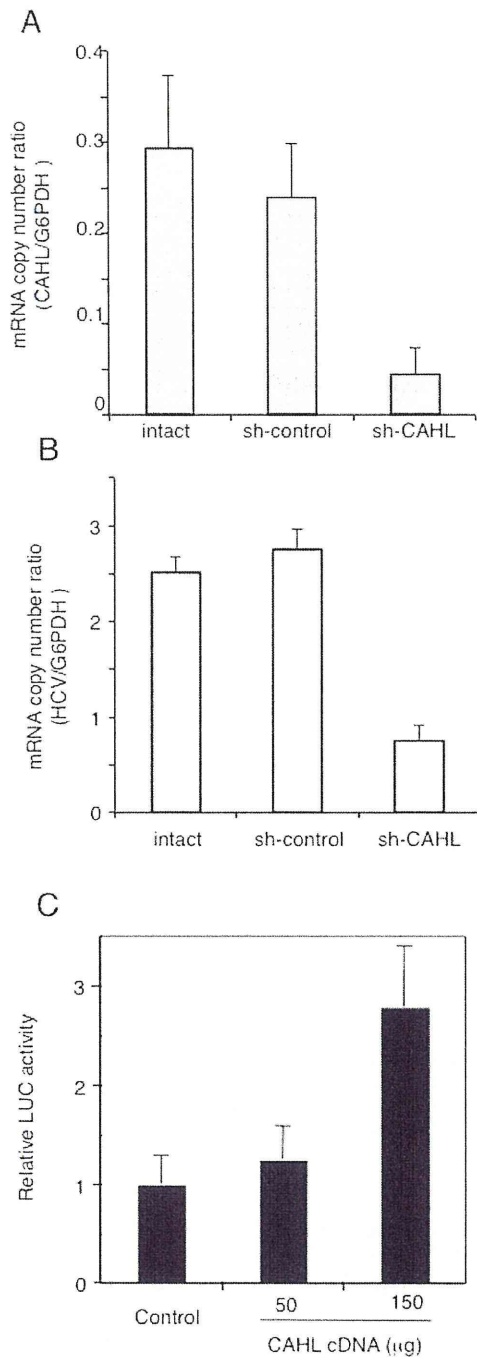 A
mRNA copy number ratio
(CAHL/G6PDH )
0.4
0.3
0.2
0.1
0
intact sh-control sh-CAHL
B
mRNA copy number ratio
(HCV/G6PDH )
3
2
1
0
intact sh-control sh-CAHL
C
Relative LUC activity
3
2
1
0
Control 50 150
CAHL cDNA (µg)